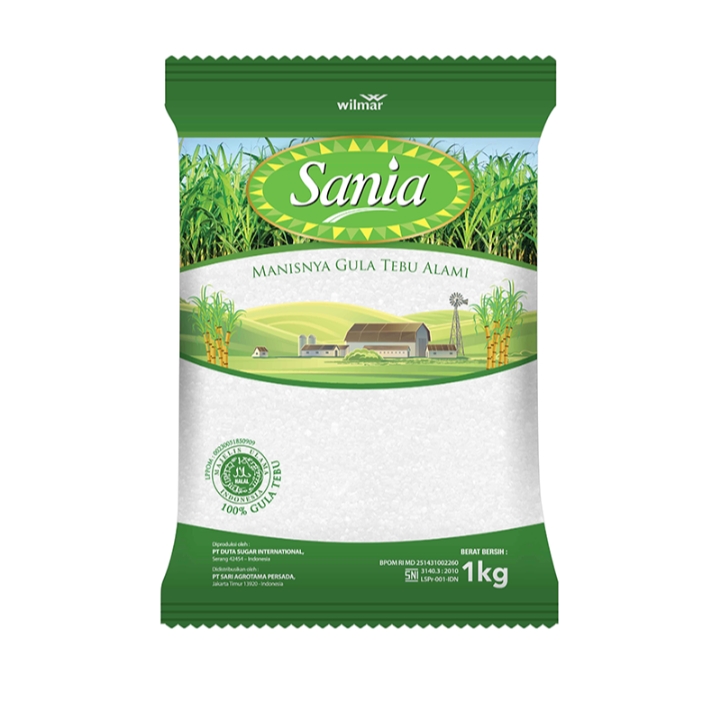 wilmar
Sania
MANISNYA GULA TEBU ALAMI
LPPOM : 00230051830909
MAJELIS ULAMA
HALAL
INDONESIA
100% GULA TEBU
Diproduksi oleh :
PT DUTA SUGAR INTERNATIONAL,
Serang 42454 – Indonesia
Didistribusikan oleh :
PT SARI AGROTAMA PERSADA,
Jakarta Timur 13920 - Indonesia
BERAT BERSIH :
BPOM RI MD 251431002260
SNI 3140.3 : 2010
LSPr-001-IDN
1kg